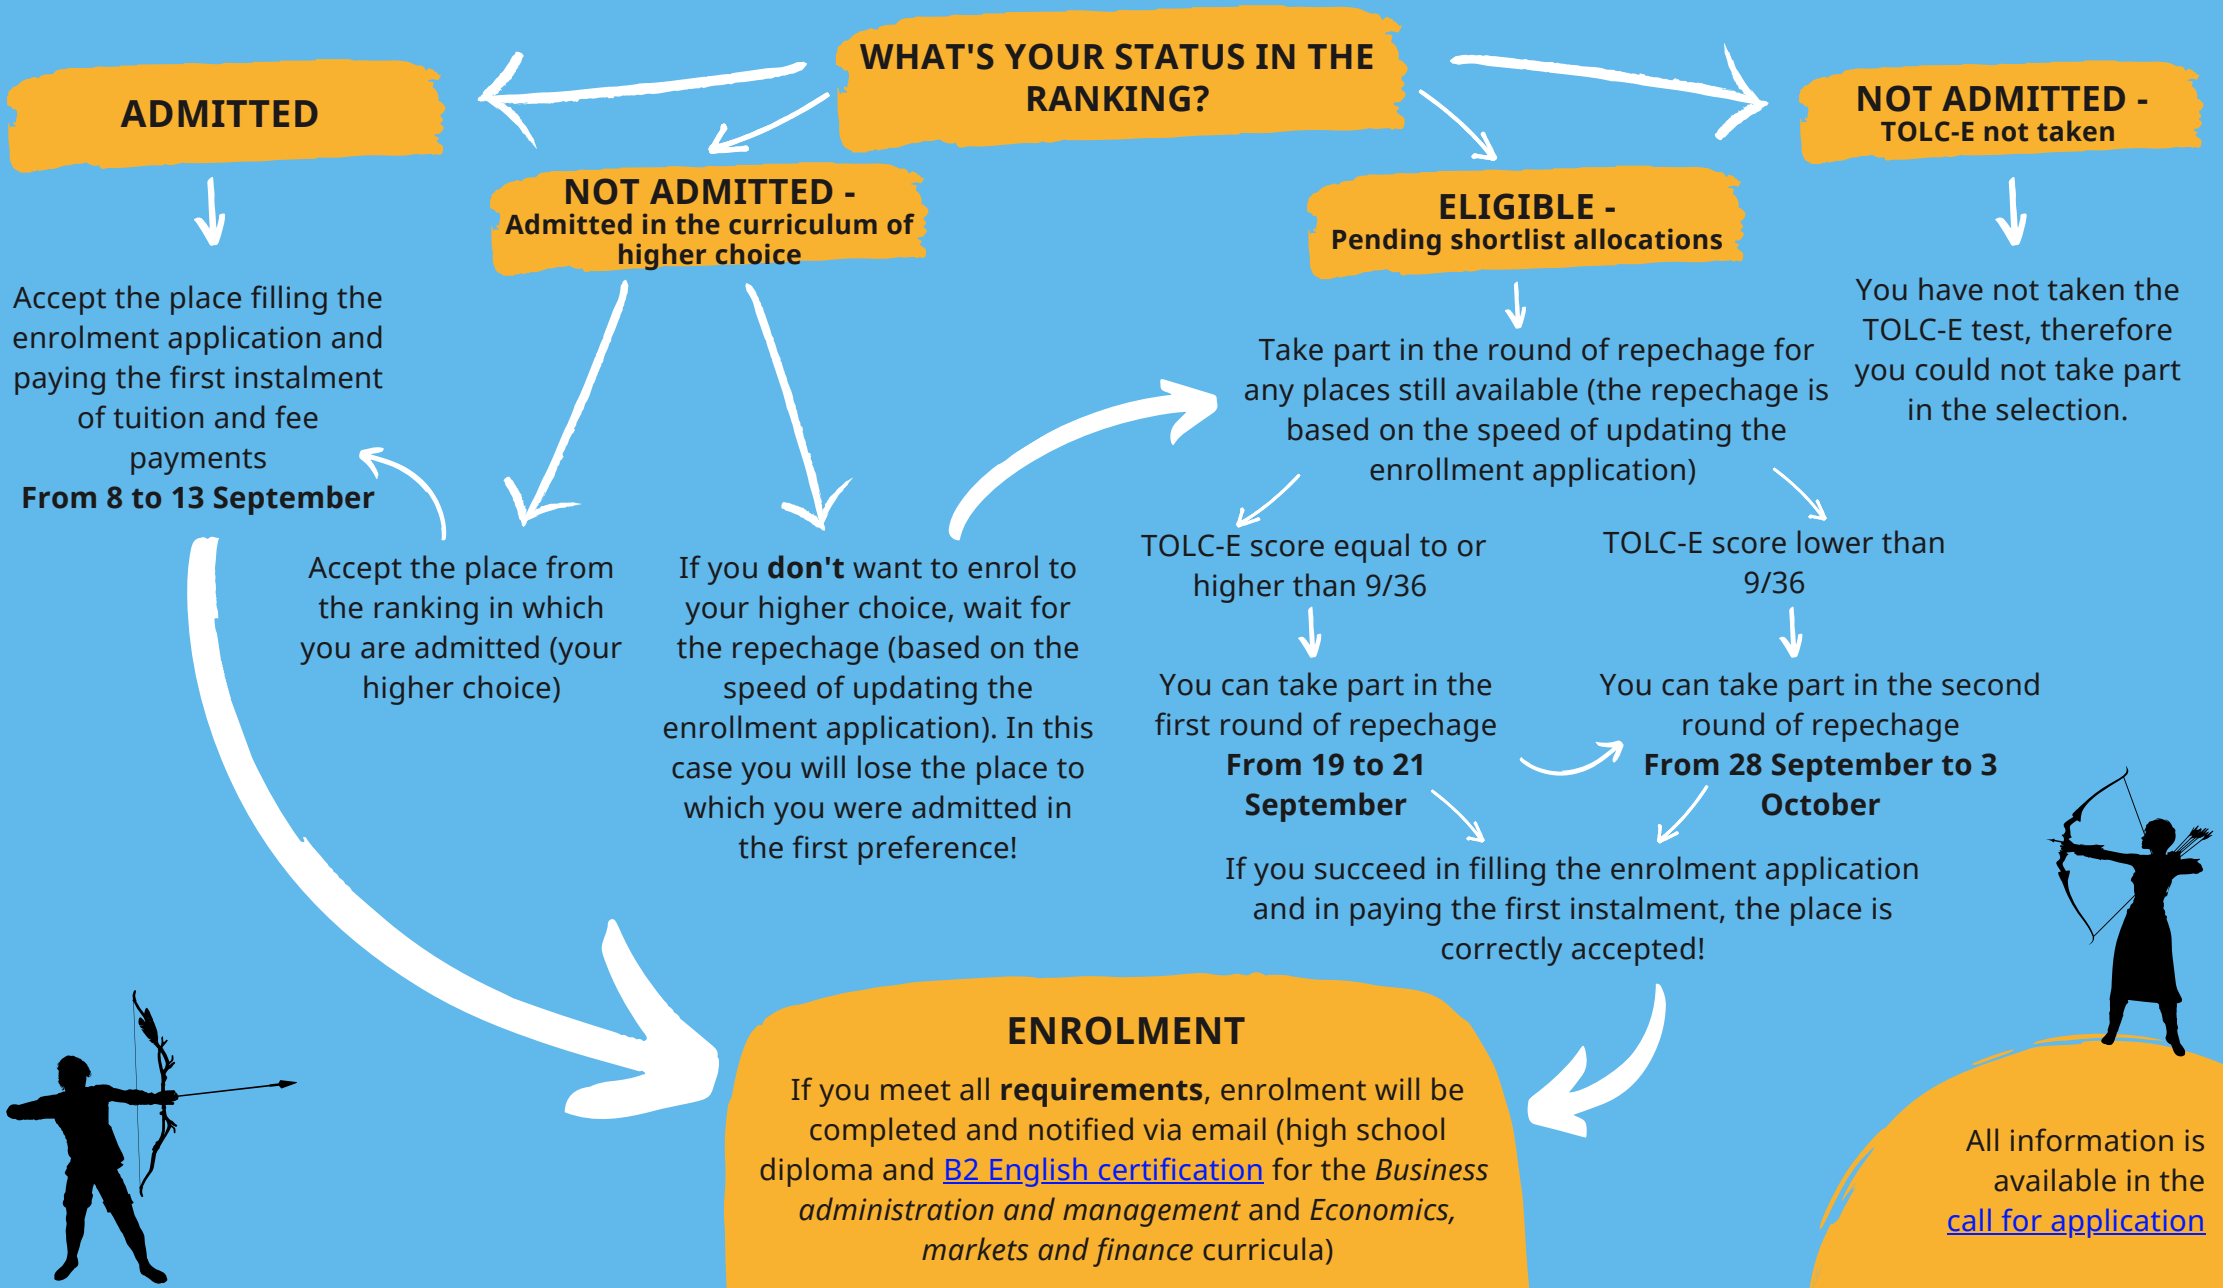 WHAT'S YOUR STATUS IN THE
RANKING?
ADMITTED
Accept the place filling the
enrolment application and
paying the first instalment
of tuition and fee
payments
From 8 to 13 September
NOT ADMITTED -
Admitted in the curriculum of
higher choice
Accept the place from
the ranking in which
you are admitted (your
higher choice)
If you don't want to enrol to
your higher choice, wait for
the repechage (based on the
speed of updating the
enrollment application). In this
case you will lose the place to
which you were admitted in
the first preference!
ELIGIBLE -
Pending shortlist allocations
Take part in the round of repechage for
any places still available (the repechage is
based on the speed of updating the
enrollment application)
TOLC-E score equal to or
higher than 9/36
You can take part in the
first round of repechage
From 19 to 21
September
TOLC-E score lower than
9/36
You can take part in the second
round of repechage
From 28 September to 3
October
If you succeed in filling the enrolment application
and in paying the first instalment, the place is
correctly accepted!
NOT ADMITTED -
TOLC-E not taken
You have not taken the
TOLC-E test, therefore
you could not take part
in the selection.
ENROLMENT
If you meet all requirements, enrolment will be
completed and notified via email (high school
diploma and B2 English certification for the Business
administration and management and Economics,
markets and finance curricula)
All information is
available in the
call for application